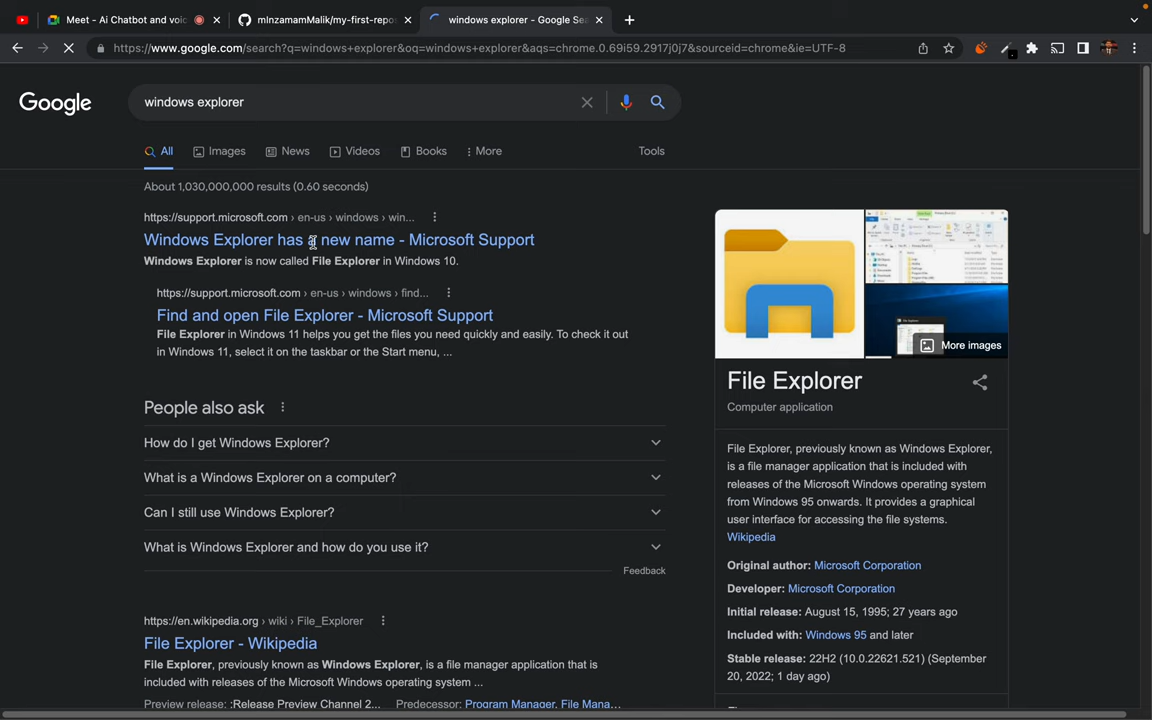 Meet - Ai Chatbot and voic
mInzamamMalik/my-first-repo
windows explorer - Google Sea
https://www.google.com/search?q=windows+explorer&oq=windows+explorer&aqs=chrome.0.69i59.2917j0j7&sourceid=chrome&ie=UTF-8
Google
windows explorer
All
Images
News
Videos
Books
More
Tools
About 1,030,000,000 results (0.60 seconds)
https://support.microsoft.com › en-us › windows › win...
Windows Explorer has a new name - Microsoft Support
Windows Explorer is now called File Explorer in Windows 10.
https://support.microsoft.com › en-us › windows › find...
Find and open File Explorer - Microsoft Support
File Explorer in Windows 11 helps you get the files you need quickly and easily. To check it out
in Windows 11, select it on the taskbar or the Start menu, ...
People also ask
How do I get Windows Explorer?
What is a Windows Explorer on a computer?
Can I still use Windows Explorer?
What is Windows Explorer and how do you use it?
Feedback
https://en.wikipedia.org › wiki › File_Explorer
File Explorer - Wikipedia
File Explorer, previously known as Windows Explorer, is a file manager application that is
included with releases of the Microsoft Windows operating system ...
Preview release: :Release Preview Channel 2...
Predecessor: Program Manager, File Mana...
More images
File Explorer
Computer application
File Explorer, previously known as Windows Explorer,
is a file manager application that is included with
releases of the Microsoft Windows operating system
from Windows 95 onwards. It provides a graphical
user interface for accessing the file systems.
Wikipedia
Original author: Microsoft Corporation
Developer: Microsoft Corporation
Initial release: August 15, 1995; 27 years ago
Included with: Windows 95 and later
Stable release: 22H2 (10.0.22621.521) (September
20, 2022; 1 day ago)